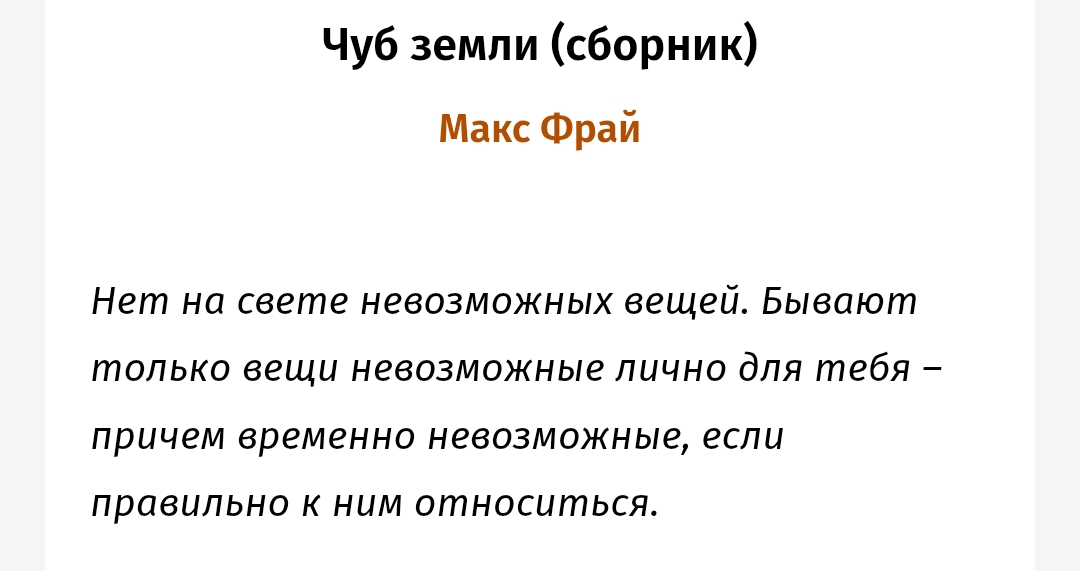 Чуб земли (сборник)
Макс Фрай
Нет на свете невозможных вещей. Бывают
только вещи невозможные лично для тебя –
причем временно невозможные, если
правильно к ним относиться.